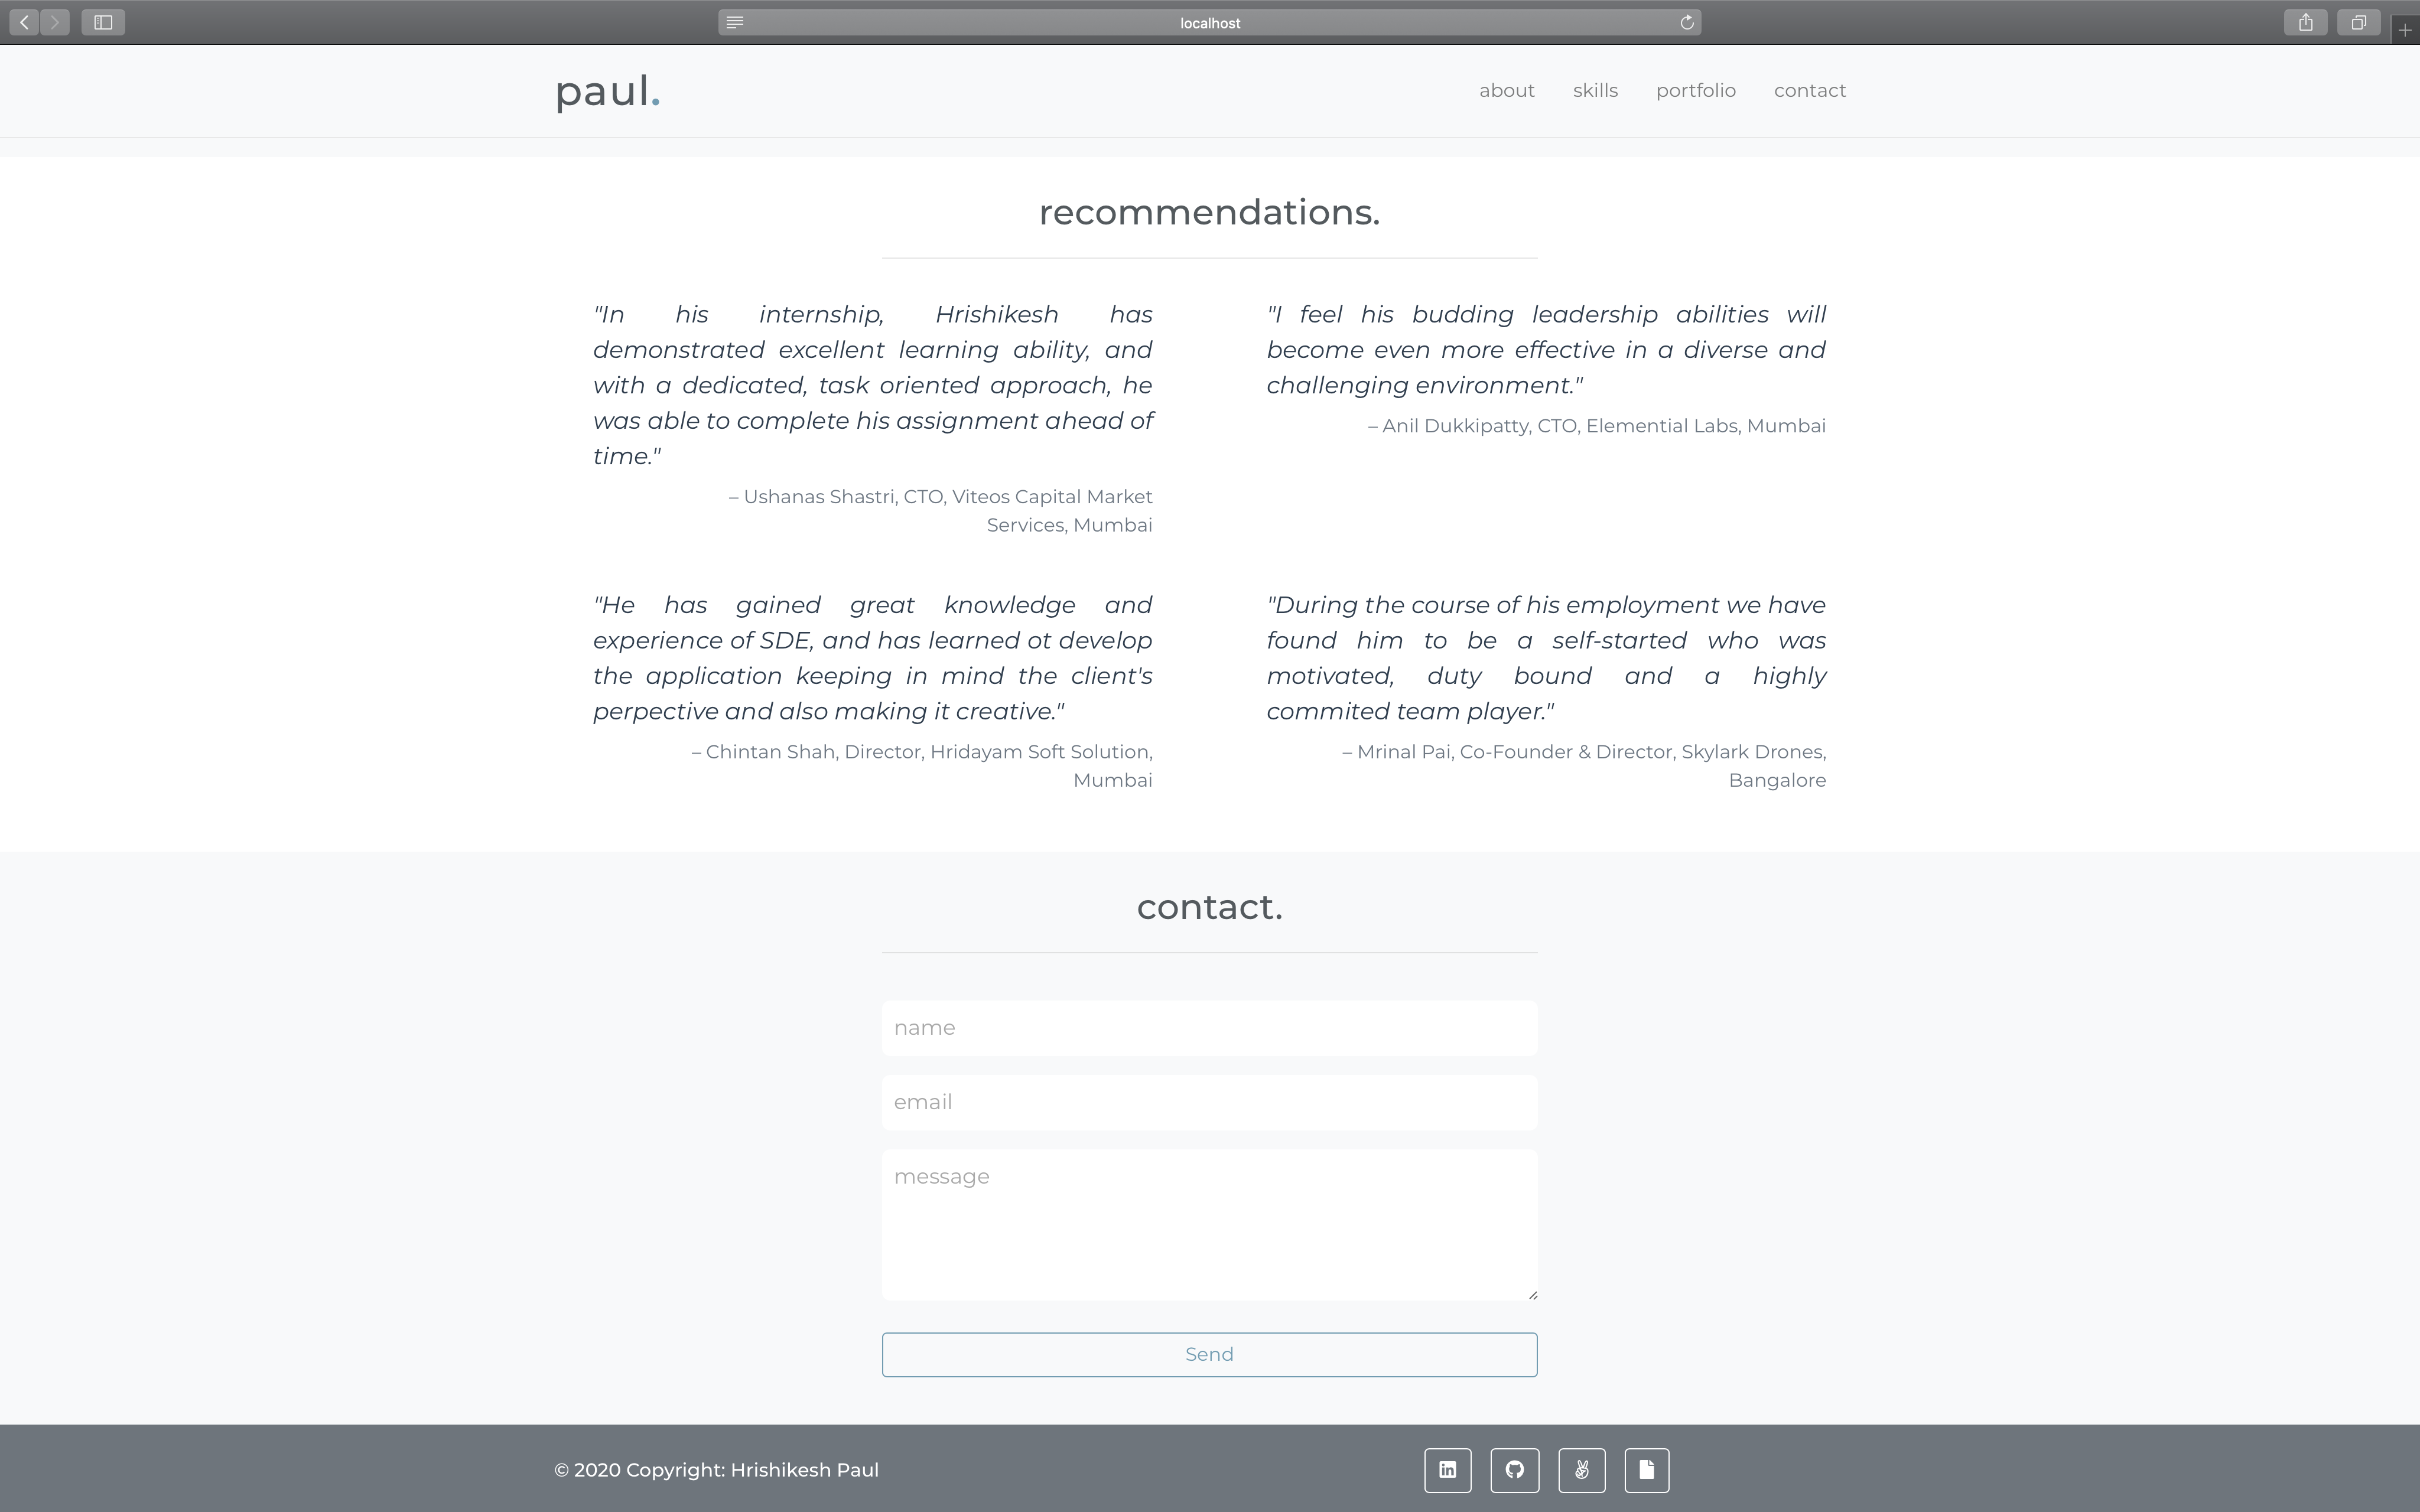 localhost
paul.
about skills portfolio contact
recommendations.
"In his internship, Hrishikesh has
demonstrated excellent learning ability, and
with a dedicated, task oriented approach, he
was able to complete his assignment ahead of
time."
– Ushanas Shastri, CTO, Viteos Capital Market
Services, Mumbai
"I feel his budding leadership abilities will
become even more effective in a diverse and
challenging environment."
– Anil Dukkipatty, CTO, Elemential Labs, Mumbai
"He has gained great knowledge and
experience of SDE, and has learned ot develop
the application keeping in mind the client's
perpective and also making it creative."
– Chintan Shah, Director, Hridayam Soft Solution,
Mumbai
"During the course of his employment we have
found him to be a self-started who was
motivated, duty bound and a highly
commited team player."
– Mrinal Pai, Co-Founder & Director, Skylark Drones,
Bangalore
contact.
name
email
message
Send
© 2020 Copyright: Hrishikesh Paul